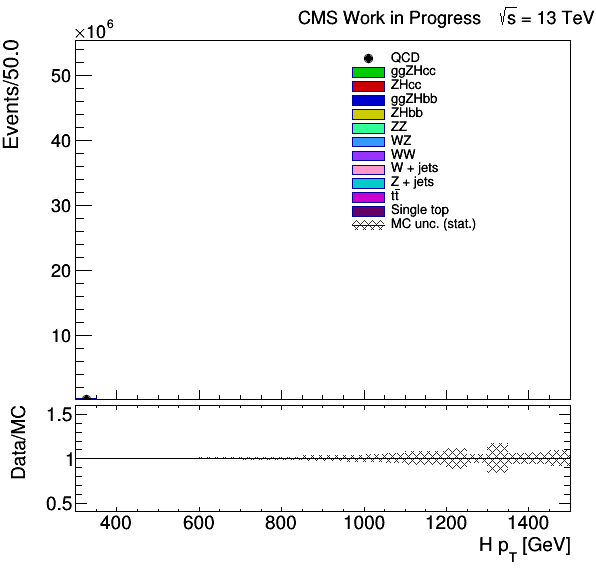 CMS Work in Progress √s = 13 TeV
×10⁶
Events/50.0
50
40
30
20
10
QCD
ggZHcc
ZHcc
ggZHbb
ZHbb
ZZ
WZ
WW
W + jets
Z + jets
tt̅
Single top
MC unc. (stat.)
Data/MC
1.5
1
0.5
400 600 800 1000 1200 1400
H p_T [GeV]